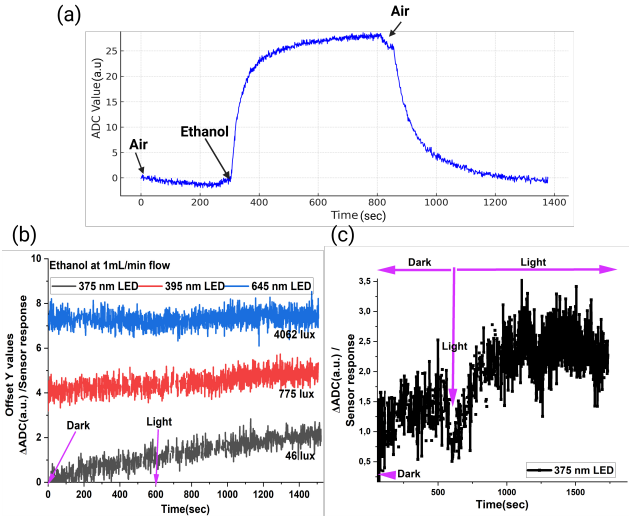 (a)
Air
Air
Ethanol
ADC Value(a.u)
25
20
15
10
5
0
0
200
400
600
800
1000
1200
1400
Time(sec)
(b)
Ethanol at 1mL/min flow
375 nm LED
395 nm LED
645 nm LED
4062 lux
775 lux
46 lux
Dark
Light
Offset Y values
ΔADC(a.u.) /Sensor response
10
8
6
4
2
0
0
200
400
600
800
1000
1200
1400
Time(sec)
(c)
Dark
Light
Light
Dark
375 nm LED
ΔADC(a.u.) /
Sensor response
3,5
3,0
2,5
2,0
1,5
1,0
0,5
500
1000
1500
Time(sec)